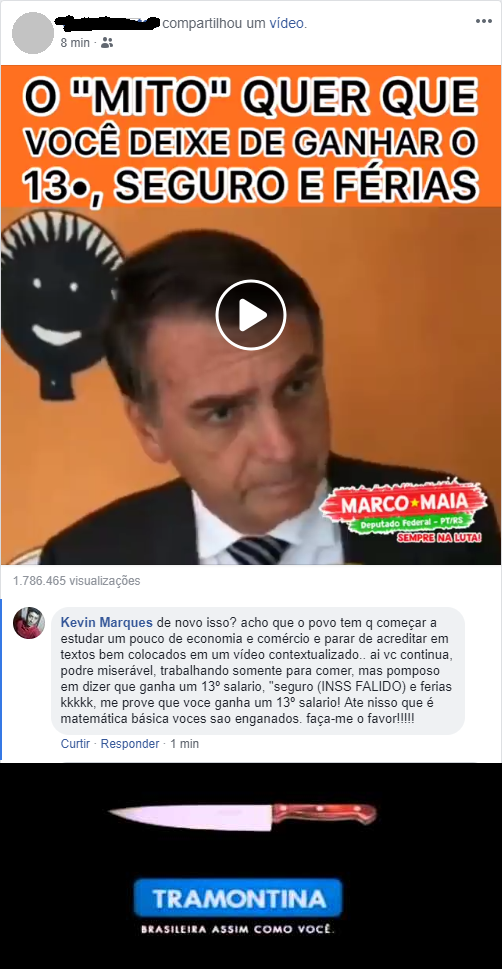 compartilhou um vídeo.
8 min ·
O "MITO" QUER QUE
VOCÊ DEIXE DE GANHAR O
13•, SEGURO E FÉRIAS
MARCO★MAIA
Deputado Federal - PT/RS
SEMPRE NA LUTA!
1.786.465 visualizações
Kevin Marques de novo isso? acho que o povo tem q começar a
estudar um pouco de economia e comércio e parar de acreditar em
textos bem colocados em um vídeo contextualizado.. ai vc continua,
podre miserável, trabalhando somente para comer, mas pomposo
em dizer que ganha um 13º salario, "seguro (INSS FALIDO) e ferias
kkkkk, me prove que voce ganha um 13º salario! Ate nisso que é
matemática básica voces sao enganados. faça-me o favor!!!!!
Curtir · Responder · 1 min
TRAMONTINA
BRASILEIRA ASSIM COMO VOCÊ.